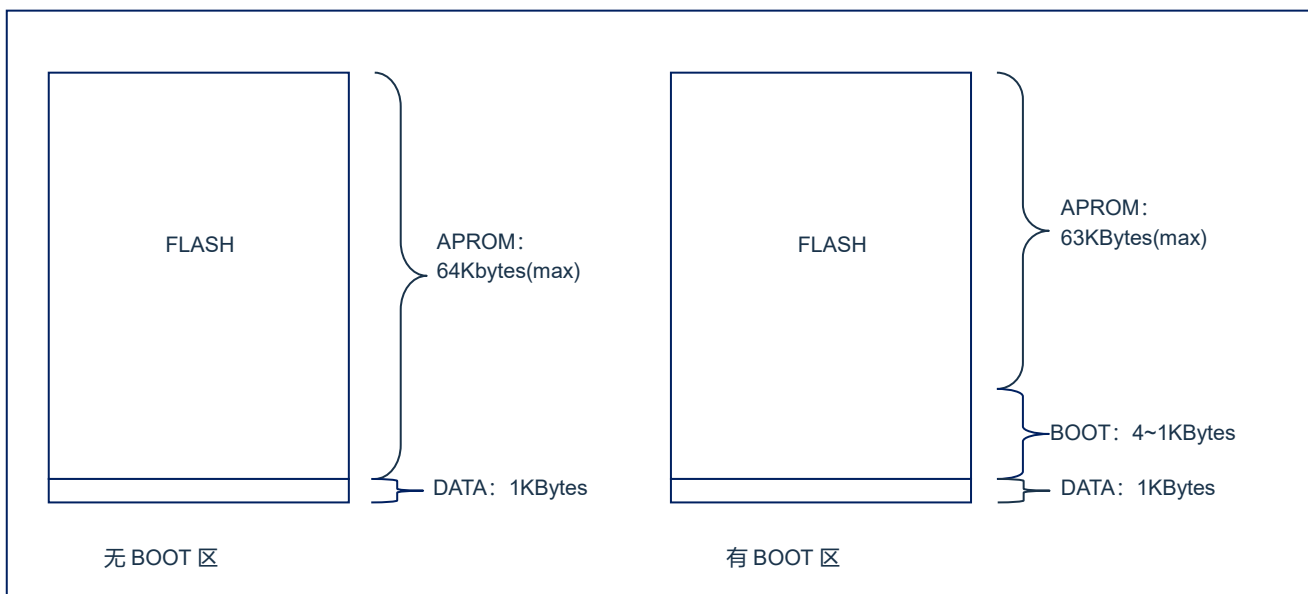 FLASH
APROM：
64Kbytes(max)
DATA：1KBytes
无 BOOT 区
FLASH
APROM：
63KBytes(max)
BOOT：4~1KBytes
DATA：1KBytes
有 BOOT 区